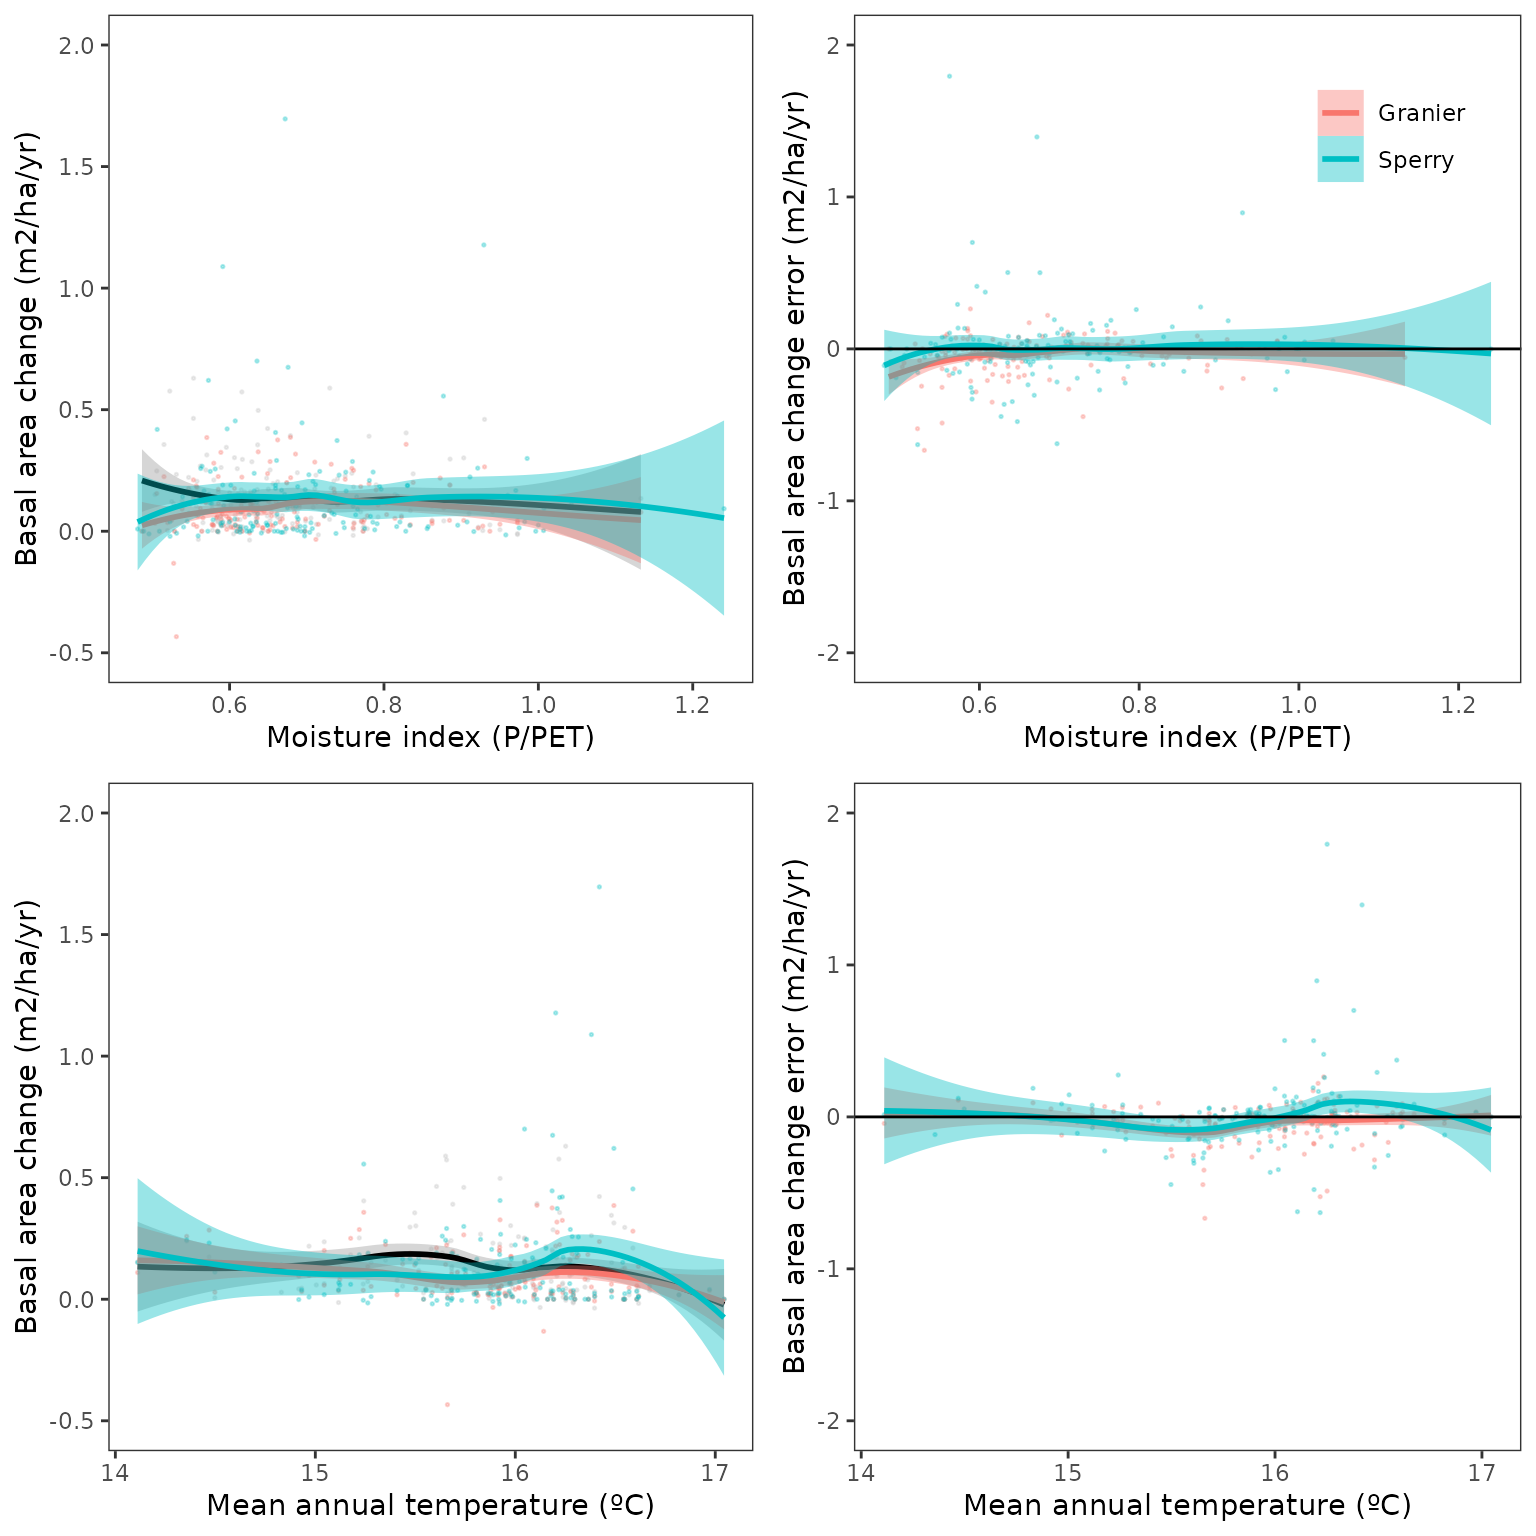 Basal area change (m2/ha/yr)
2.0
1.5
1.0
0.5
0.0
-0.5
0.6 0.8 1.0 1.2
Moisture index (P/PET)
Basal area change error (m2/ha/yr)
2
1
0
-1
-2
Granier
Sperry
0.6 0.8 1.0 1.2
Moisture index (P/PET)
Basal area change (m2/ha/yr)
2.0
1.5
1.0
0.5
0.0
-0.5
14 15 16 17
Mean annual temperature (ºC)
Basal area change error (m2/ha/yr)
2
1
0
-1
-2
14 15 16 17
Mean annual temperature (ºC)